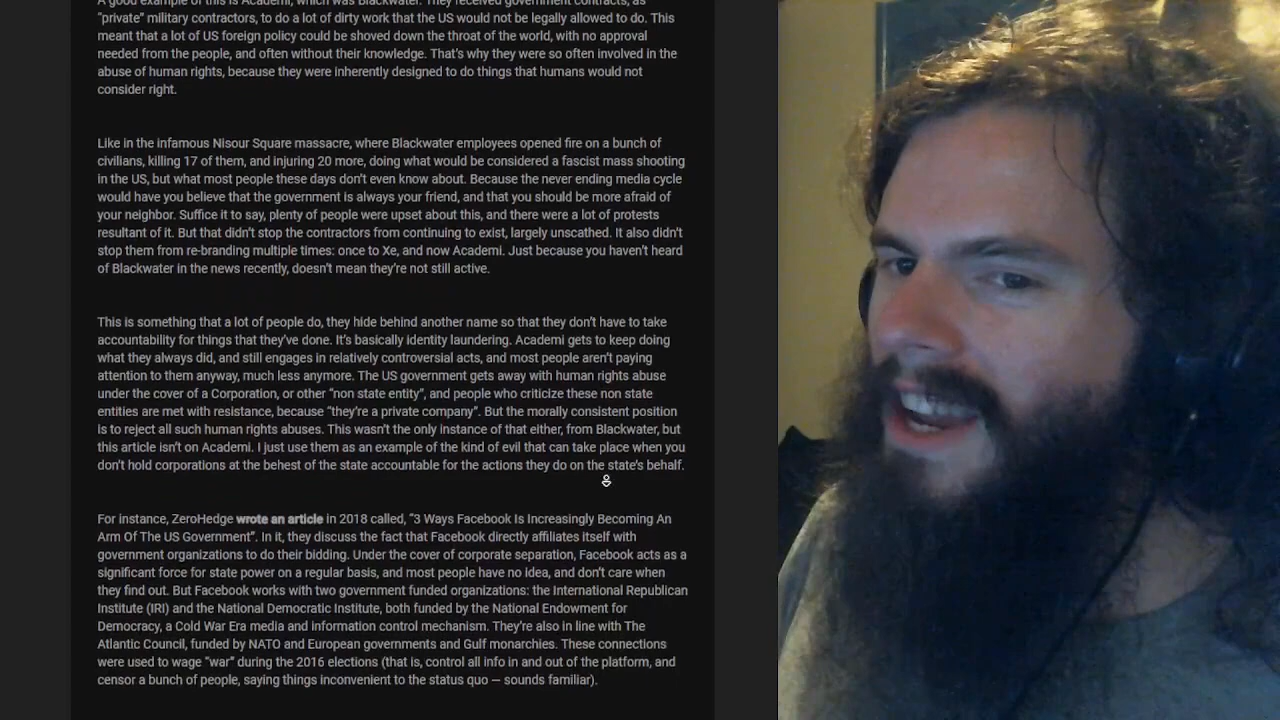 A good example of this is Academi, which was Blackwater. They received government contracts, as
“private” military contractors, to do a lot of dirty work that the US would not be legally allowed to do. This
meant that a lot of US foreign policy could be shoved down the throat of the world, with no approval
needed from the people, and often without their knowledge. That’s why they were so often involved in the
abuse of human rights, because they were inherently designed to do things that humans would not
consider right.
Like in the infamous Nisour Square massacre, where Blackwater employees opened fire on a bunch of
civilians, killing 17 of them, and injuring 20 more, doing what would be considered a fascist mass shooting
in the US, but what most people these days don’t even know about. Because the never ending media cycle
would have you believe that the government is always your friend, and that you should be more afraid of
your neighbor. Suffice it to say, plenty of people were upset about this, and there were a lot of protests
resultant of it. But that didn’t stop the contractors from continuing to exist, largely unscathed. It also didn’t
stop them from re-branding multiple times: once to Xe, and now Academi. Just because you haven’t heard
of Blackwater in the news recently, doesn’t mean they’re not still active.
This is something that a lot of people do, they hide behind another name so that they don’t have to take
accountability for things that they’ve done. It’s basically identity laundering. Academi gets to keep doing
what they always did, and still engages in relatively controversial acts, and most people aren’t paying
attention to them anyway, much less anymore. The US government gets away with human rights abuse
under the cover of a Corporation, or other “non state entity”, and people who criticize these non state
entities are met with resistance, because “they’re a private company”. But the morally consistent position
is to reject all such human rights abuses. This wasn’t the only instance of that either, from Blackwater, but
this article isn’t on Academi. I just use them as an example of the kind of evil that can take place when you
don’t hold corporations at the behest of the state accountable for the actions they do on the state’s behalf.
For instance, ZeroHedge wrote an article in 2018 called, “3 Ways Facebook Is Increasingly Becoming An
Arm Of The US Government”. In it, they discuss the fact that Facebook directly affiliates itself with
government organizations to do their bidding. Under the cover of corporate separation, Facebook acts as a
significant force for state power on a regular basis, and most people have no idea, and don’t care when
they find out. But Facebook works with two government funded organizations: the International Republican
Institute (IRI) and the National Democratic Institute, both funded by the National Endowment for
Democracy, a Cold War Era media and information control mechanism. They’re also in line with The
Atlantic Council, funded by NATO and European governments and Gulf monarchies. These connections
were used to wage “war” during the 2016 elections (that is, control all info in and out of the platform, and
censor a bunch of people, saying things inconvenient to the status quo — sounds familiar).